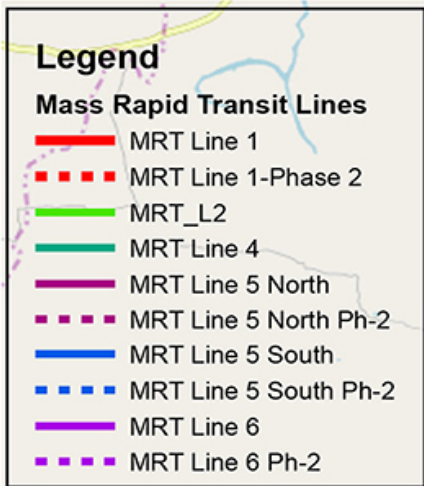 Legend
Mass Rapid Transit Lines
MRT Line 1
MRT Line 1-Phase 2
MRT_L2
MRT Line 4
MRT Line 5 North
MRT Line 5 North Ph-2
MRT Line 5 South
MRT Line 5 South Ph-2
MRT Line 6
MRT Line 6 Ph-2